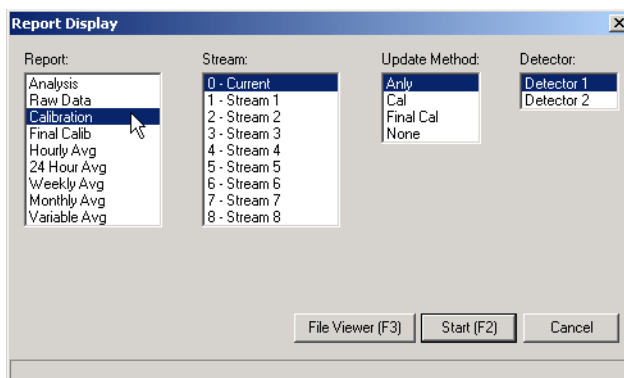 Report Display
Report:
Analysis
Raw Data
Calibration
Final Calib
Hourly Avg
24 Hour Avg
Weekly Avg
Monthly Avg
Variable Avg
Stream:
0 - Current
1 - Stream 1
2 - Stream 2
3 - Stream 3
4 - Stream 4
5 - Stream 5
6 - Stream 6
7 - Stream 7
8 - Stream 8
Update Method:
Anly
Cal
Final Cal
None
Detector:
Detector 1
Detector 2
File Viewer (F3)
Start (F2)
Cancel